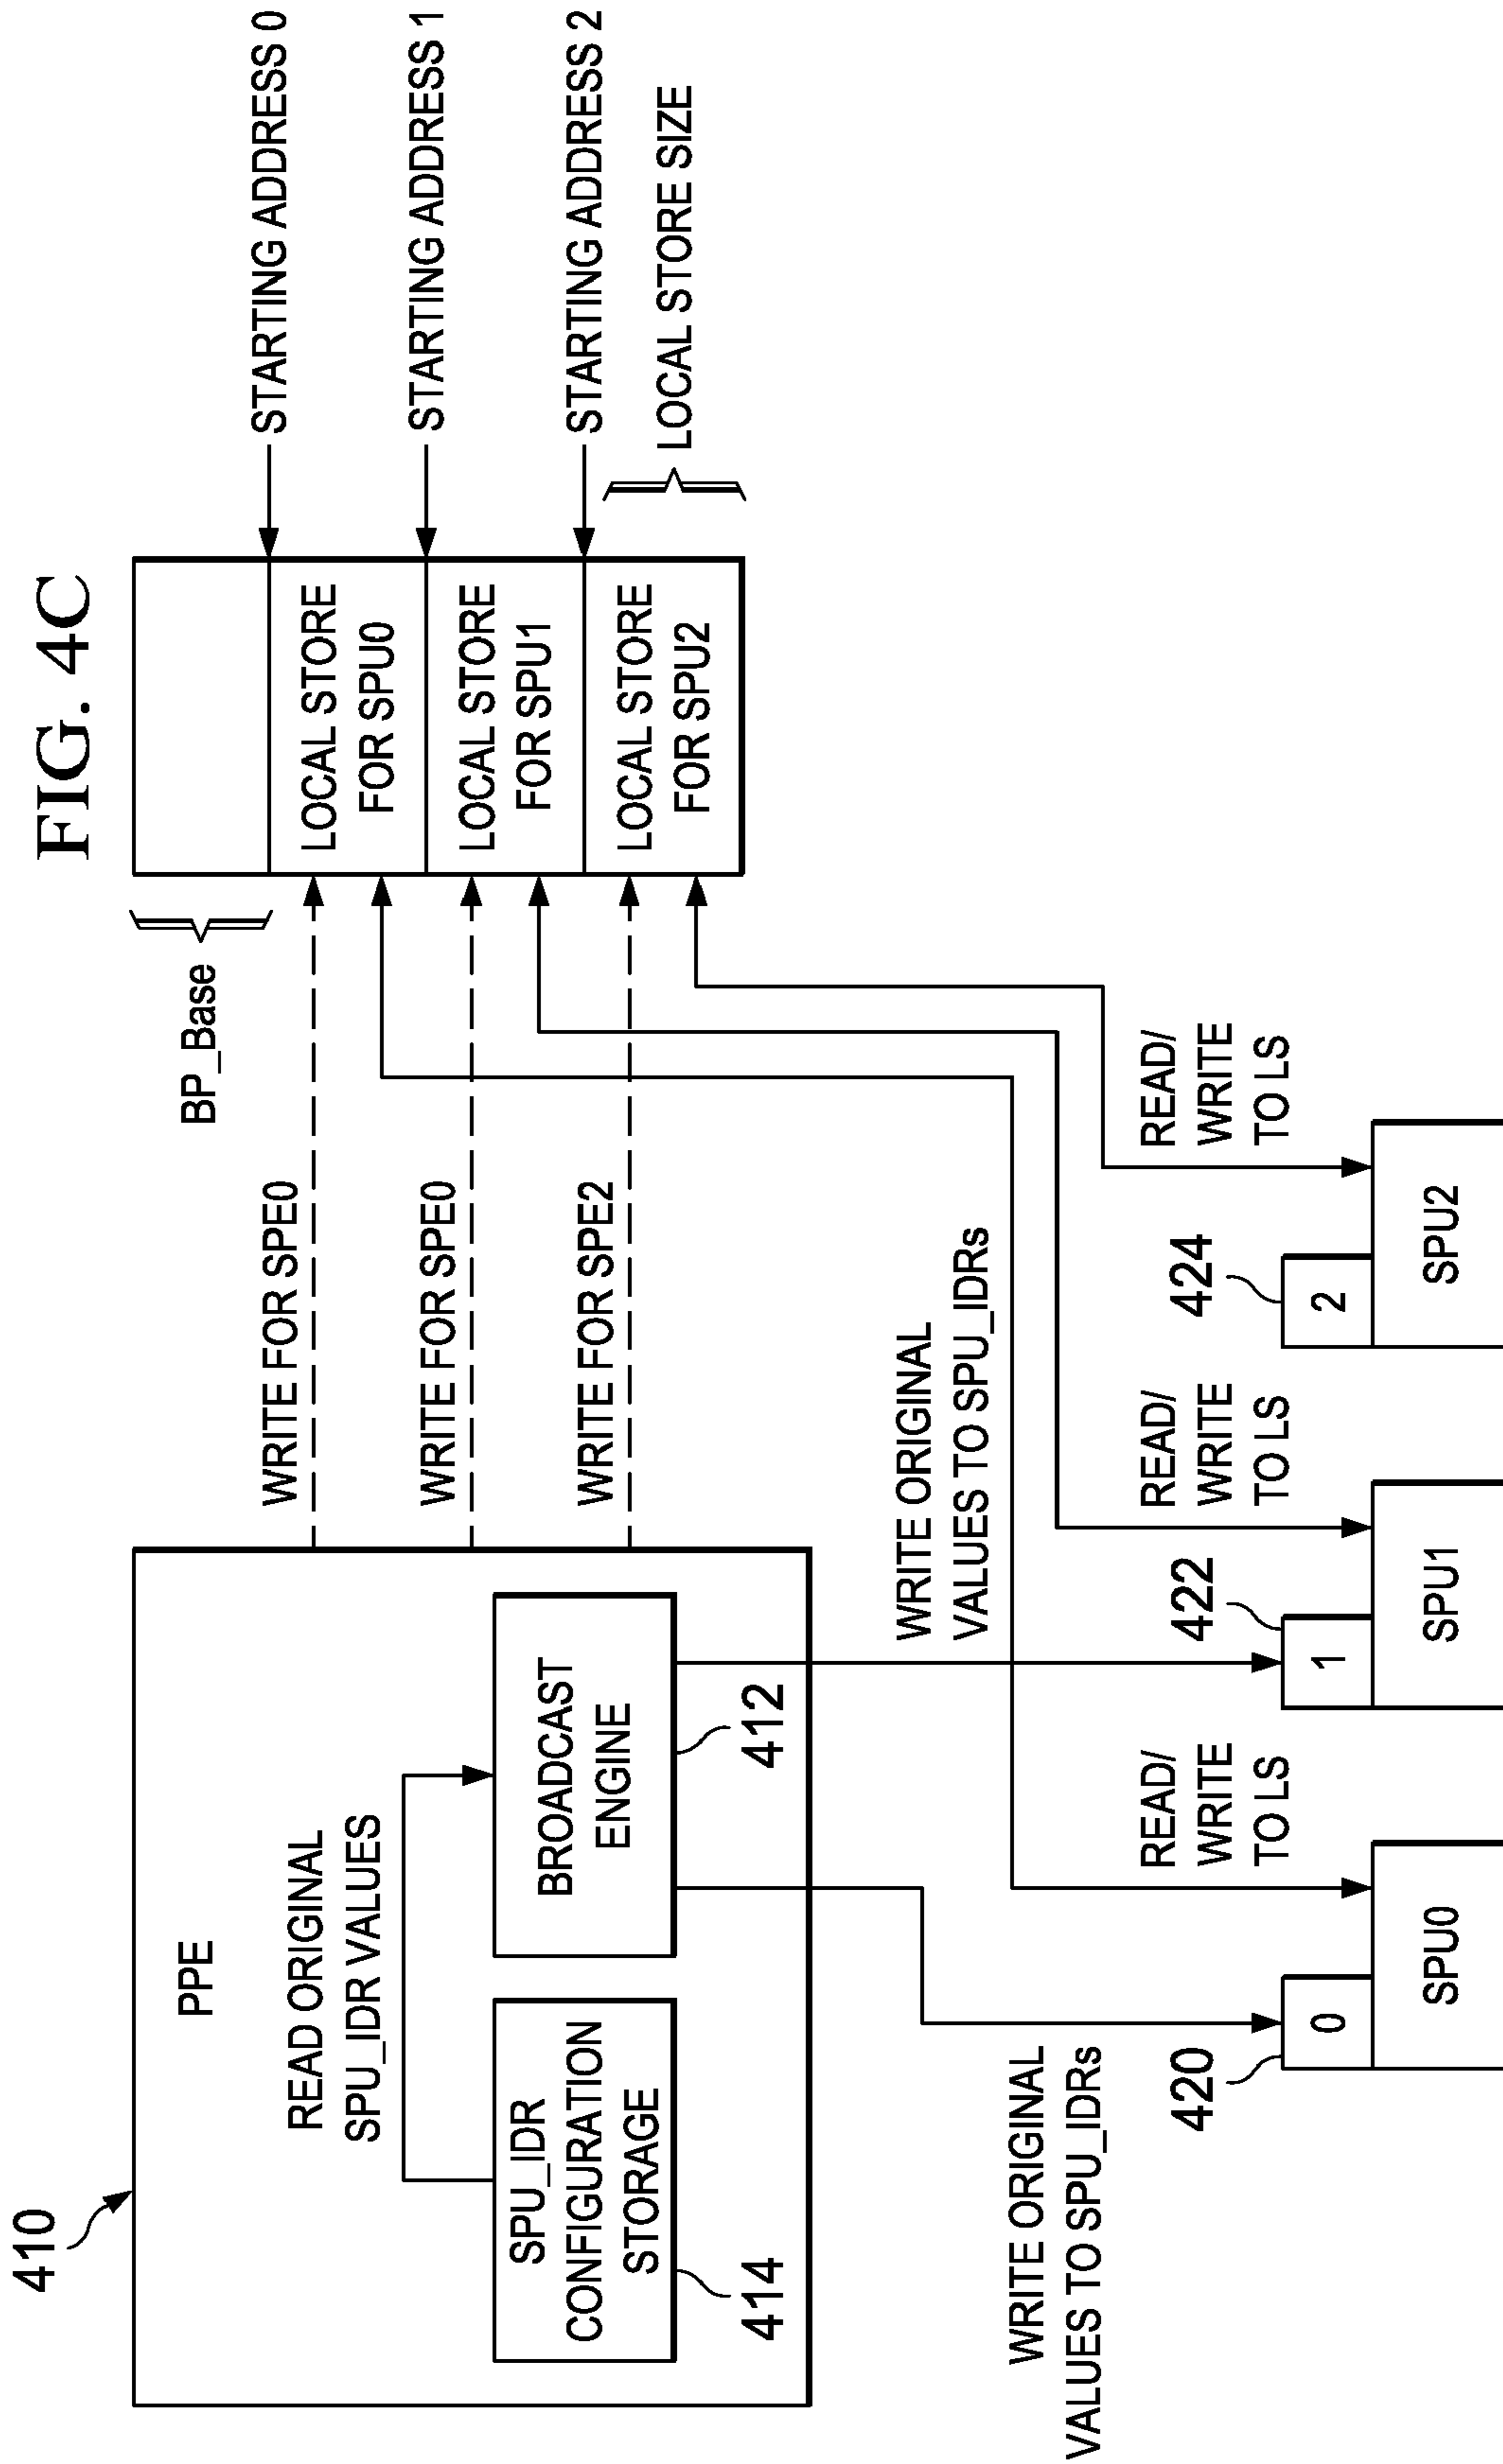 FIG. 4C
410
PPE
READ ORIGINAL
SPU_IDR VALUES
SPU_IDR
CONFIGURATION
STORAGE
414
BROADCAST
ENGINE
412
WRITE FOR SPE0
WRITE FOR SPE0
WRITE FOR SPE2
BP_Base
LOCAL STORE
FOR SPU0
LOCAL STORE
FOR SPU1
LOCAL STORE
FOR SPU2
STARTING ADDRESS 0
STARTING ADDRESS 1
STARTING ADDRESS 2
LOCAL STORE SIZE
WRITE ORIGINAL
VALUES TO SPU_IDRs
WRITE ORIGINAL
VALUES TO SPU_IDRs
READ/
WRITE
TO LS
READ/
WRITE
TO LS
READ/
WRITE
TO LS
420
0
SPU0
422
1
SPU1
424
2
SPU2